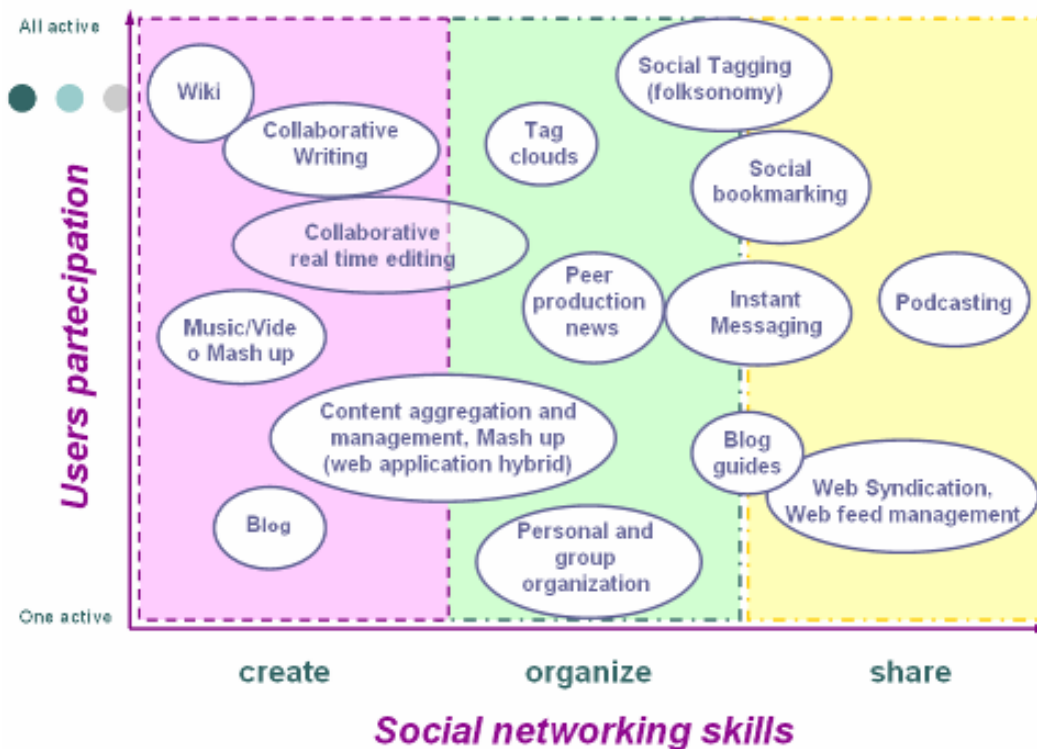 All active
Wiki
Collaborative
Writing
Tag
clouds
Social Tagging
(folksonomy)
Social
bookmarking
Collaborative
real time editing
Peer
production
news
Instant
Messaging
Podcasting
Music/Vide
o Mash up
Content aggregation and
management, Mash up
(web application hybrid)
Blog
guides
Web Syndication,
Web feed management
Blog
Personal and
group
organization
Users partecipation
One active
create
organize
share
Social networking skills